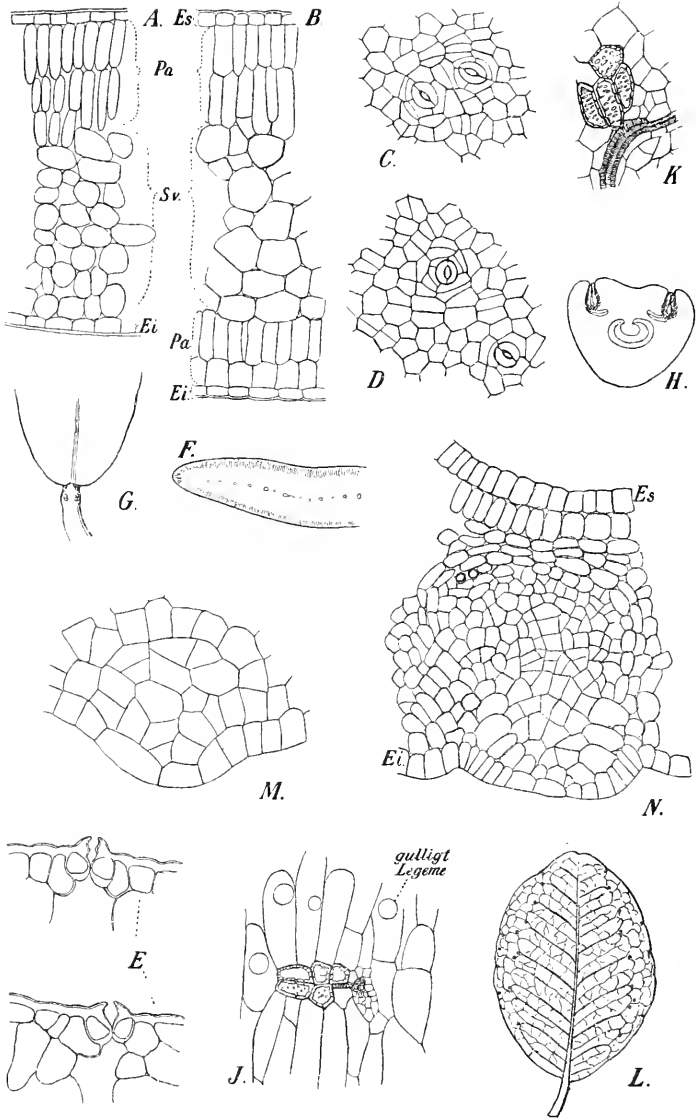 A. Es B
Pa
C. K
Sv.
Ei
Pa
D H.
Ei.
G. F.
Es
M. Ei. N.
gulligt
Legeme
E
J. L.